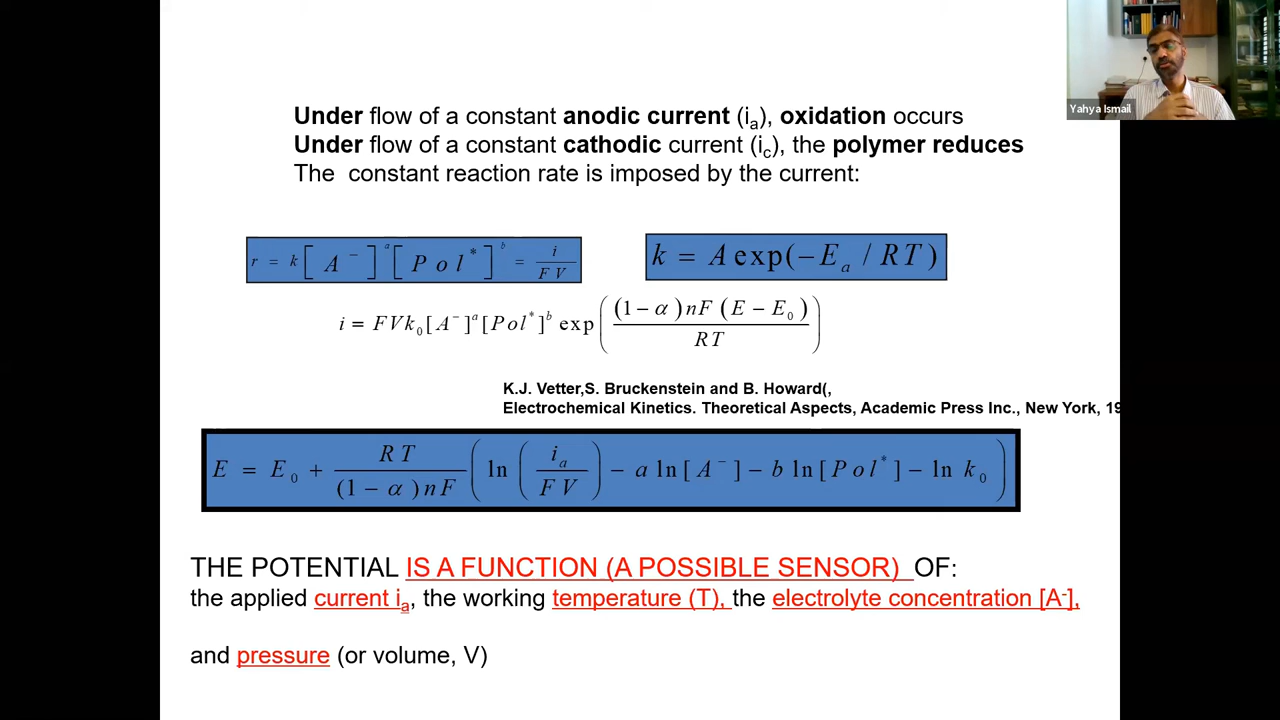 Yahya Ismail
Under flow of a constant anodic current (iₐ), oxidation occurs
Under flow of a constant cathodic current (i_c), the polymer reduces
The constant reaction rate is imposed by the current:
r = k[A⁻]ᵃ[Pol*]ᵇ = i / FV
k = A exp(−Eₐ / RT)
i = FVk₀[A⁻]ᵃ[Pol*]ᵇ exp((1 − α)nF(E − E₀) / RT)
K.J. Vetter,S. Bruckenstein and B. Howard(,
Electrochemical Kinetics. Theoretical Aspects, Academic Press Inc., New York, 19
E = E₀ + RT / (1 − α)nF (ln(iₐ / FV) − a ln[A⁻] − b ln[Pol*] − ln k₀)
THE POTENTIAL IS A FUNCTION (A POSSIBLE SENSOR) OF:
the applied current iₐ, the working temperature (T), the electrolyte concentration [A⁻],
and pressure (or volume, V)